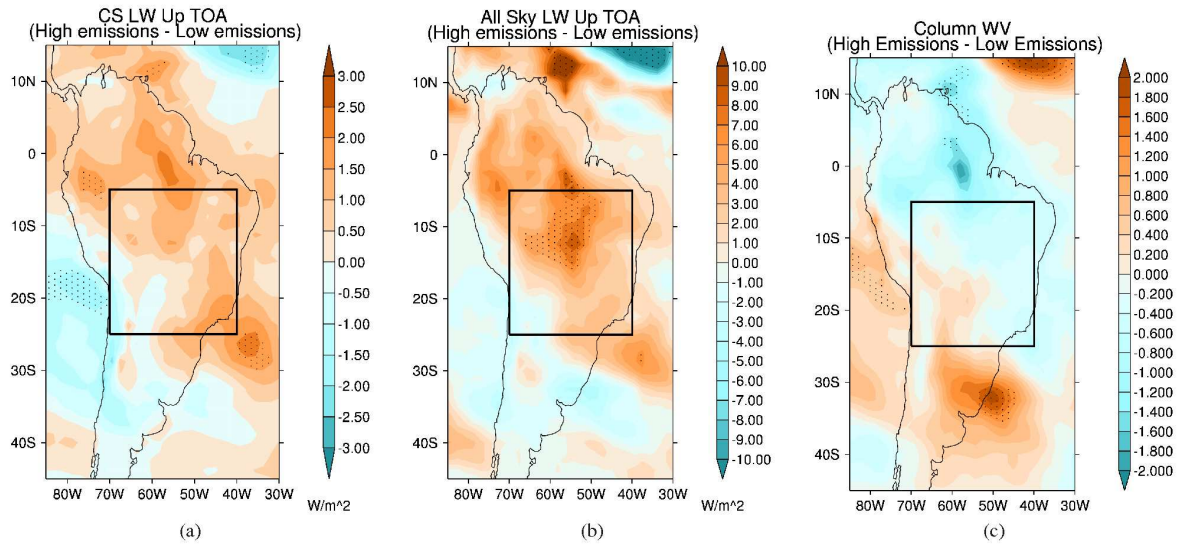 CS LW Up TOA
(High emissions - Low emissions)
10N
0
10S
20S
30S
40S
80W 70W 60W 50W 40W 30W
3.00
2.50
2.00
1.50
1.00
0.50
0.00
-0.50
-1.00
-1.50
-2.00
-2.50
-3.00
W/m^2
(a)
All Sky LW Up TOA
(High emissions - Low emissions)
10N
0
10S
20S
30S
40S
80W 70W 60W 50W 40W 30W
10.00
9.00
8.00
7.00
6.00
5.00
4.00
3.00
2.00
1.00
0.00
-1.00
-2.00
-3.00
-4.00
-5.00
-6.00
-7.00
-8.00
-9.00
-10.00
W/m^2
(b)
Column WV
(High Emissions - Low Emissions)
10N
0
10S
20S
30S
40S
80W 70W 60W 50W 40W 30W
2.000
1.800
1.600
1.400
1.200
1.000
0.800
0.600
0.400
0.200
0.000
-0.200
-0.400
-0.600
-0.800
-1.000
-1.200
-1.400
-1.600
-1.800
-2.000
(c)